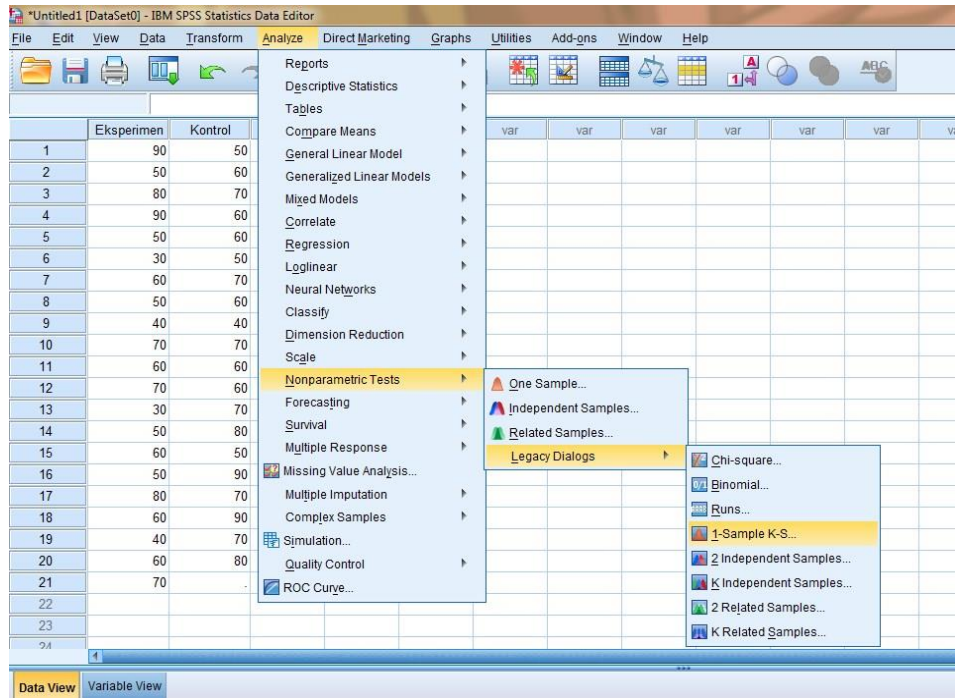 *Untitled1 [DataSet0] - IBM SPSS Statistics Data Editor
File Edit View Data Transform Analyze Direct Marketing Graphs Utilities Add-ons Window Help
Reports
Descriptive Statistics
Tables
Compare Means
General Linear Model
Generalized Linear Models
Mixed Models
Correlate
Regression
Loglinear
Neural Networks
Classify
Dimension Reduction
Scale
Nonparametric Tests
Forecasting
Survival
Multiple Response
Missing Value Analysis...
Multiple Imputation
Complex Samples
Simulation...
Quality Control
ROC Curve...
One Sample...
Independent Samples...
Related Samples...
Legacy Dialogs
Chi-square...
Binomial...
Runs...
1-Sample K-S...
2 Independent Samples...
K Independent Samples...
2 Related Samples...
K Related Samples...
Eksperimen Kontrol var var var var var var
1 90 50
2 50 60
3 80 70
4 90 60
5 50 60
6 30 50
7 60 70
8 50 60
9 40 40
10 70 70
11 60 60
12 70 60
13 30 70
14 50 80
15 60 50
16 50 90
17 80 70
18 60 90
19 40 70
20 60 80
21 70 .
22
23
24
Data View Variable View